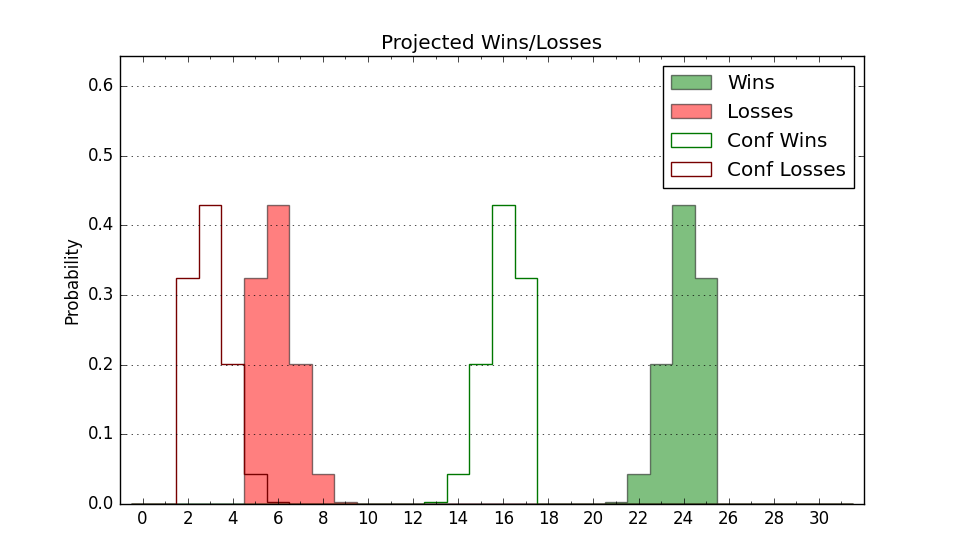 Projected Wins/Losses
Wins
Losses
Conf Wins
Conf Losses
Probability
0.6
0.5
0.4
0.3
0.2
0.1
0.0
0 2 4 6 8 10 12 14 16 18 20 22 24 26 28 30